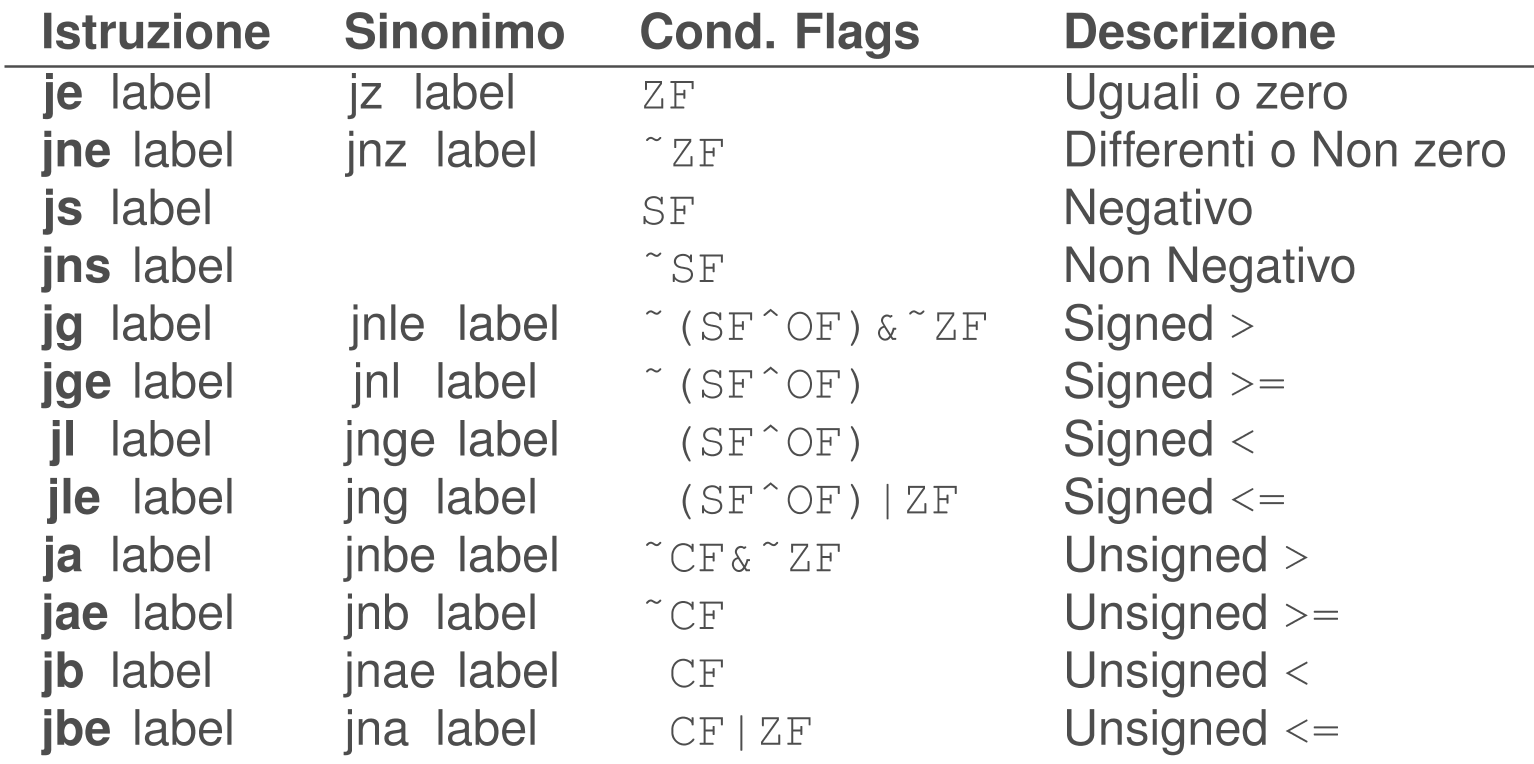 Istruzione Sinonimo Cond. Flags Descrizione
je label jz label ZF Uguali o zero
jne label jnz label ~ZF Differenti o Non zero
js label SF Negativo
jns label ~SF Non Negativo
jg label jnle label ~(SF^OF)&~ZF Signed >
jge label jnl label ~(SF^OF) Signed >=
jl label jnge label (SF^OF) Signed <
jle label jng label (SF^OF)|ZF Signed <=
ja label jnbe label ~CF&~ZF Unsigned >
jae label jnb label ~CF Unsigned >=
jb label jnae label CF Unsigned <
jbe label jna label CF|ZF Unsigned <=